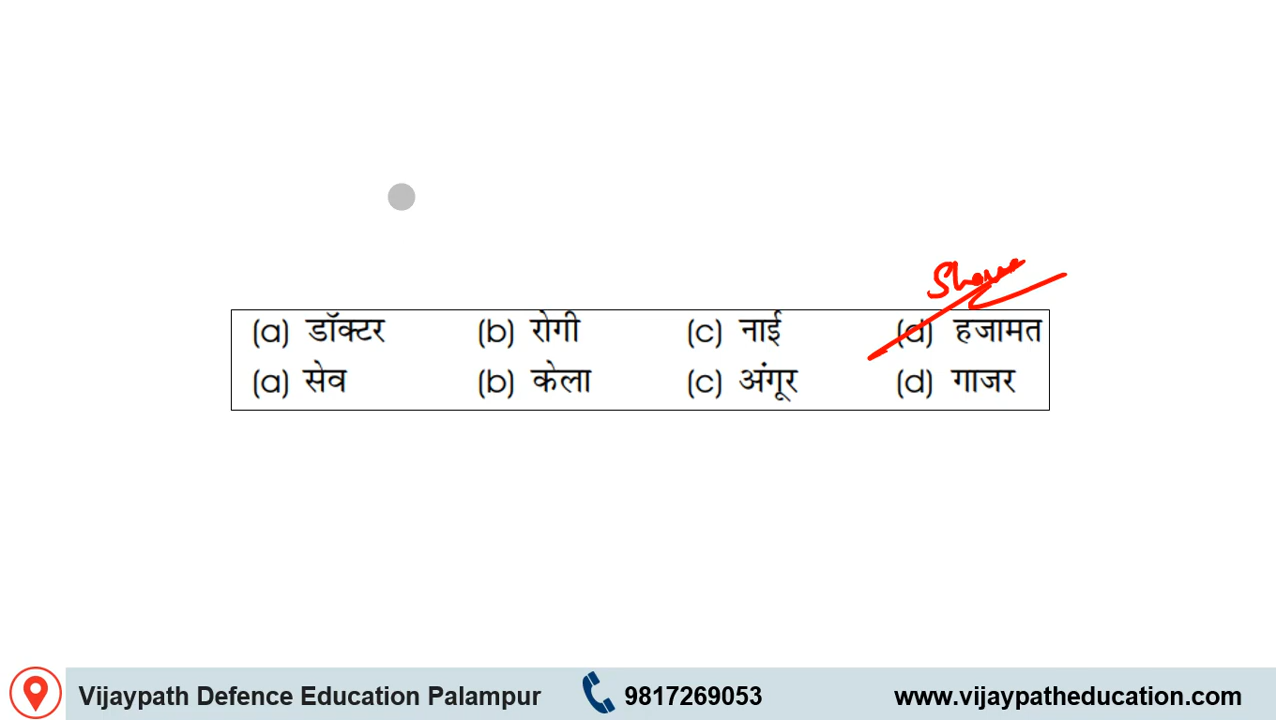 Shave
(a) डॉक्टर (b) रोगी (c) नाई (d) हजामत
(a) सेव (b) केला (c) अंगूर (d) गाजर
Vijaypath Defence Education Palampur 9817269053 www.vijaypatheducation.com